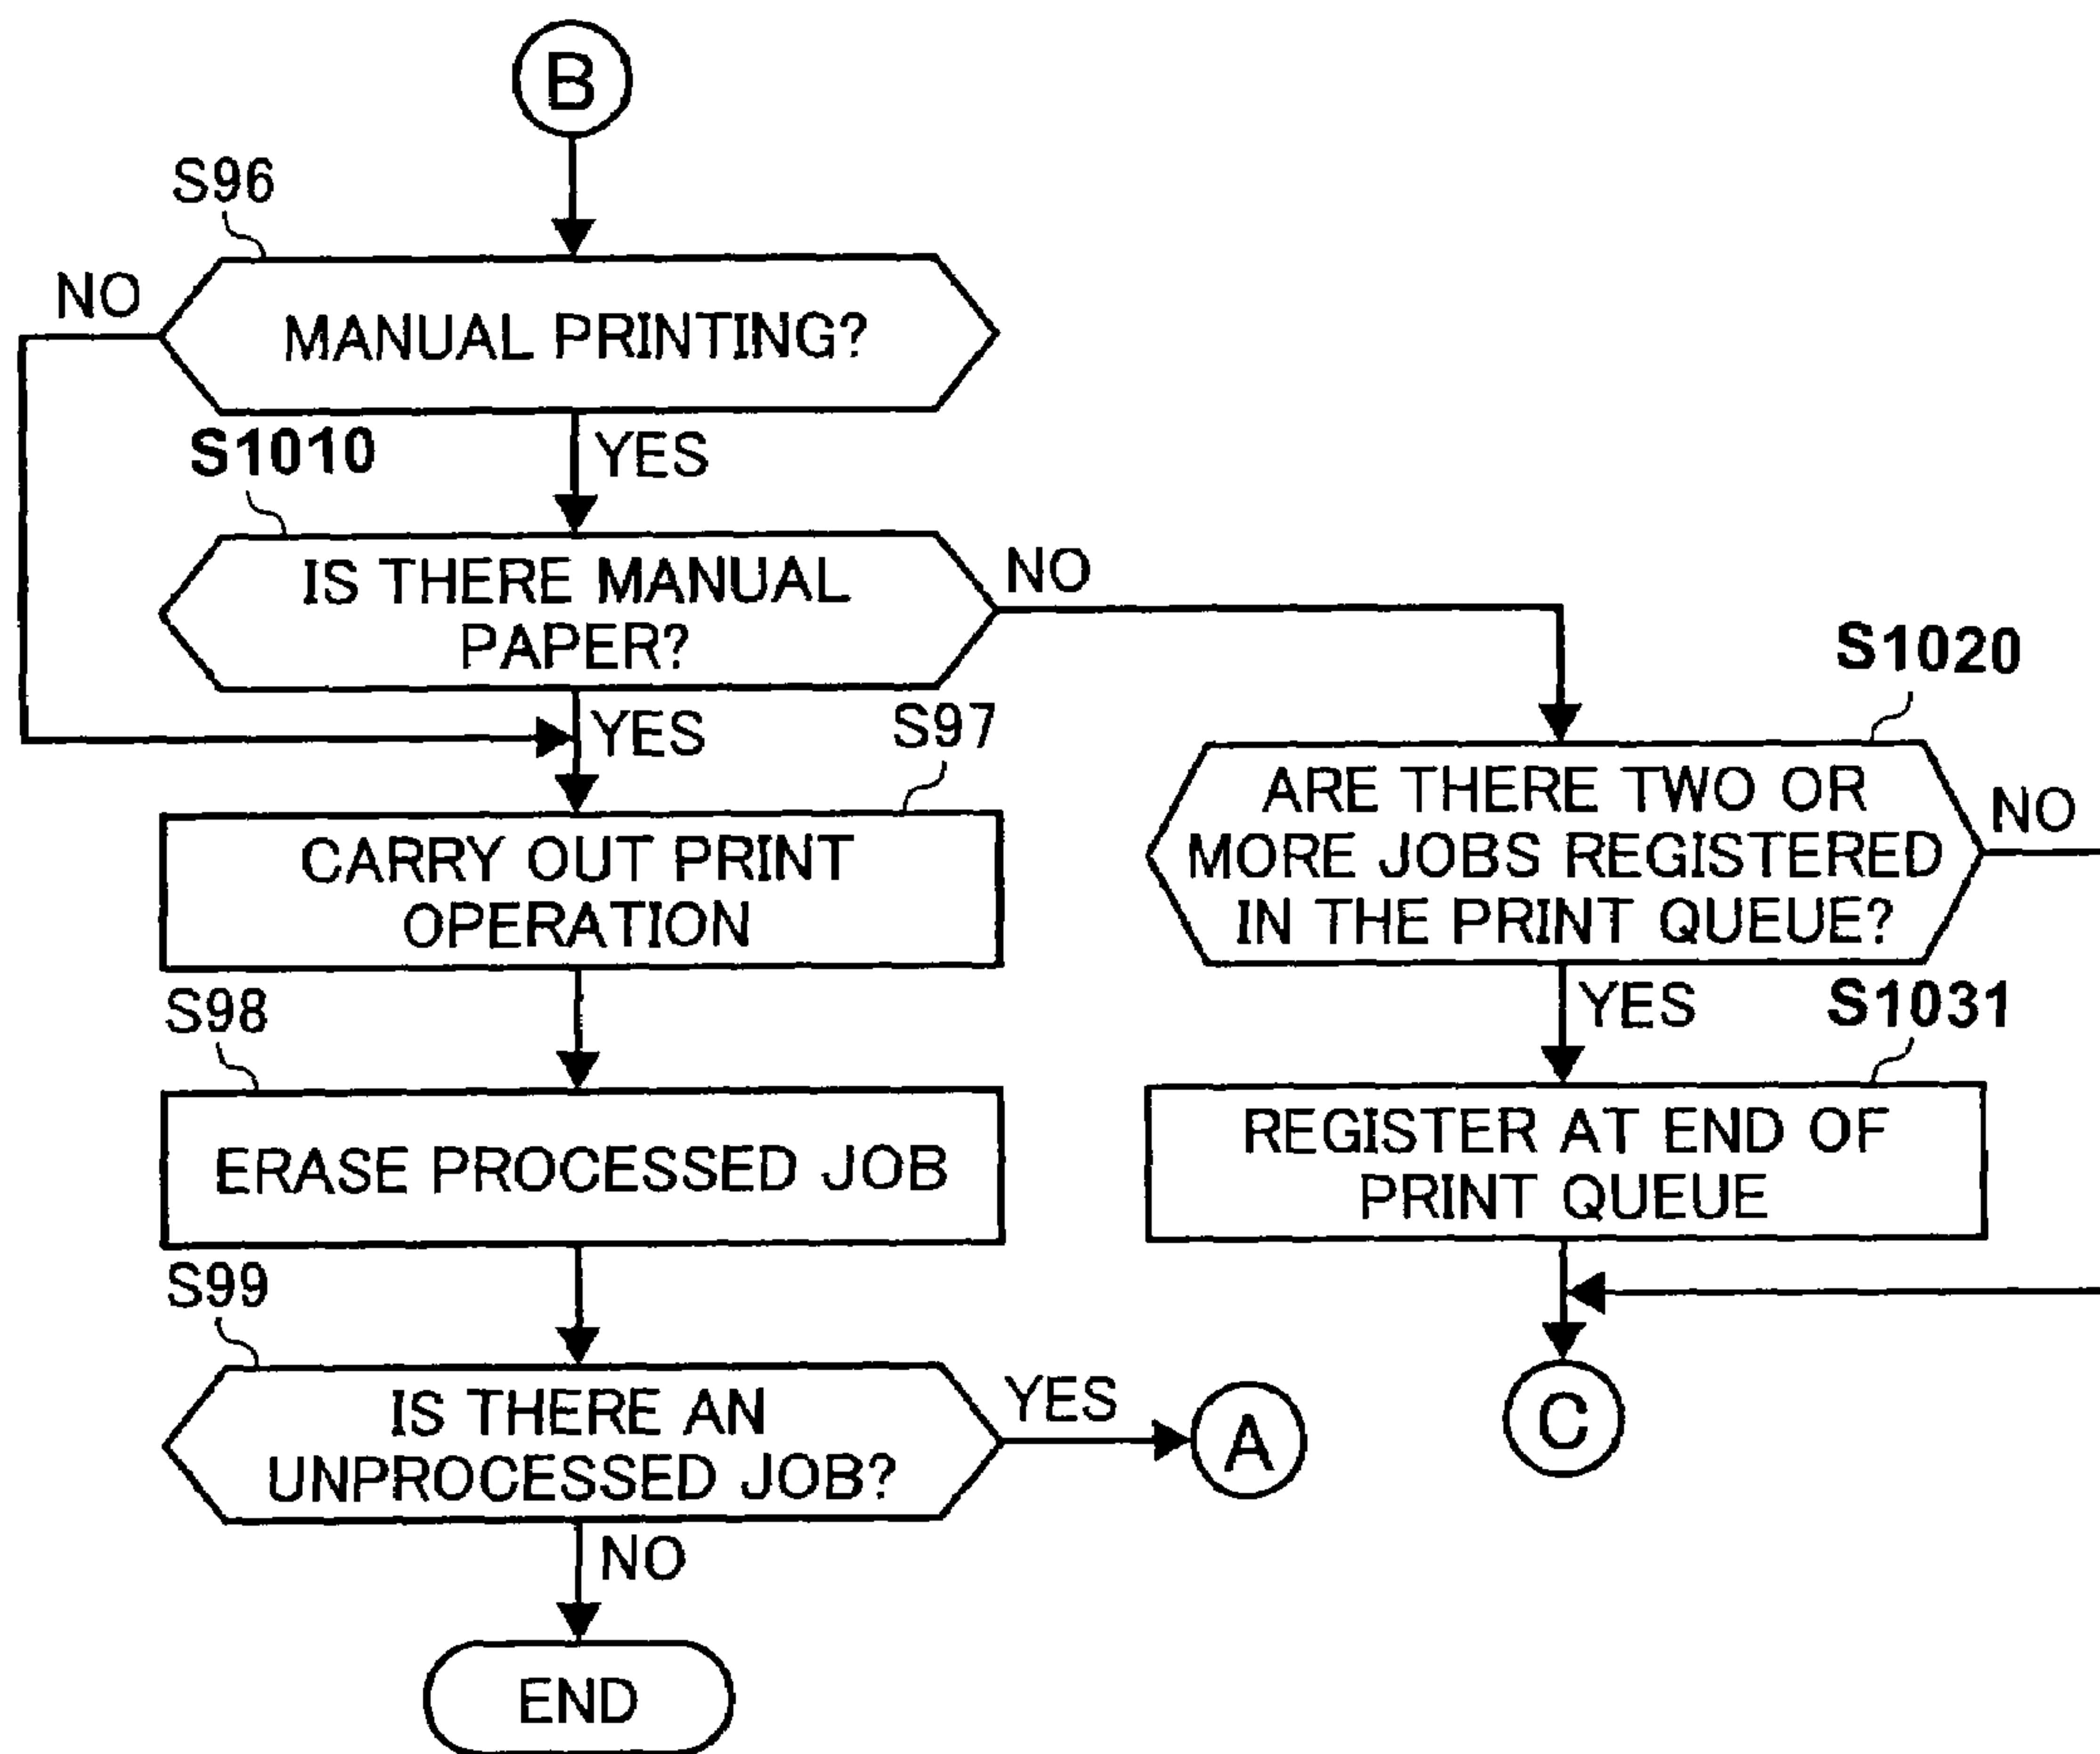 B
S96
NO
MANUAL PRINTING?
YES
S1010
IS THERE MANUAL
PAPER?
NO
YES
S97
CARRY OUT PRINT
OPERATION
S98
ERASE PROCESSED JOB
S99
IS THERE AN
UNPROCESSED JOB?
YES
A
NO
END
S1020
ARE THERE TWO OR
MORE JOBS REGISTERED
IN THE PRINT QUEUE?
NO
YES
S1031
REGISTER AT END OF
PRINT QUEUE
C